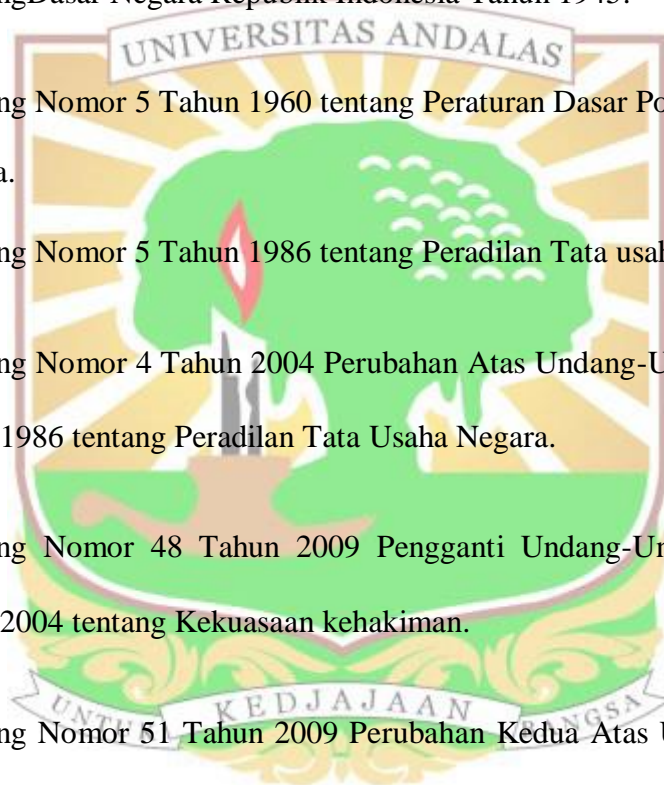 ngDasar Negara Republik Indonesia Tahun 1945.
UNIVERSITAS ANDALAS
ng Nomor 5 Tahun 1960 tentang Peraturan Dasar Po
a.
ng Nomor 5 Tahun 1986 tentang Peradilan Tata usah
ng Nomor 4 Tahun 2004 Perubahan Atas Undang-U
1986 tentang Peradilan Tata Usaha Negara.
ng Nomor 48 Tahun 2009 Pengganti Undang-Un
2004 tentang Kekuasaan kehakiman.
UNTUK KEDJAJAAN BANGSA
ng Nomor 51 Tahun 2009 Perubahan Kedua Atas U